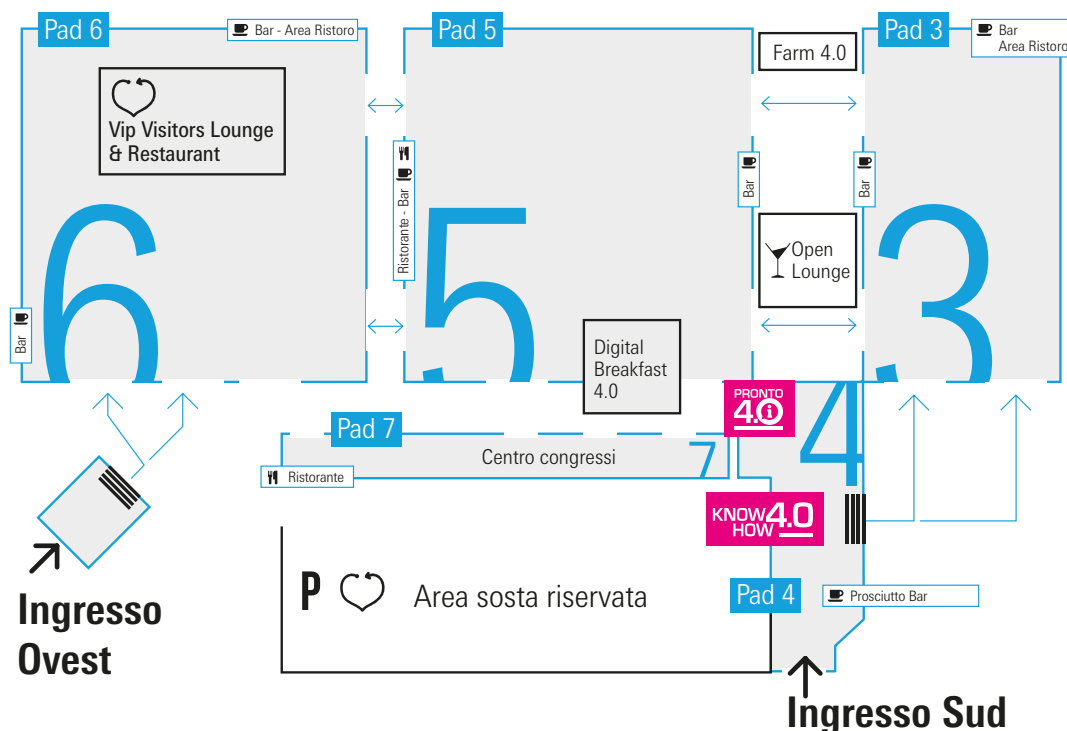 Pad 6
Bar - Area Ristoro
Pad 5
Farm 4.0
Pad 3
Bar
Area Ristoro
Vip Visitors Lounge
& Restaurant
Ristorante - Bar
Bar
Bar
6
5
Open
Lounge
3
Bar
Digital
Breakfast
4.0
PRONTO
4.0
4
Pad 7
Centro congressi
7
Ristorante
KNOW
HOW
4.0
P
Area sosta riservata
Pad 4
Prosciutto Bar
Ingresso
Ovest
Ingresso Sud